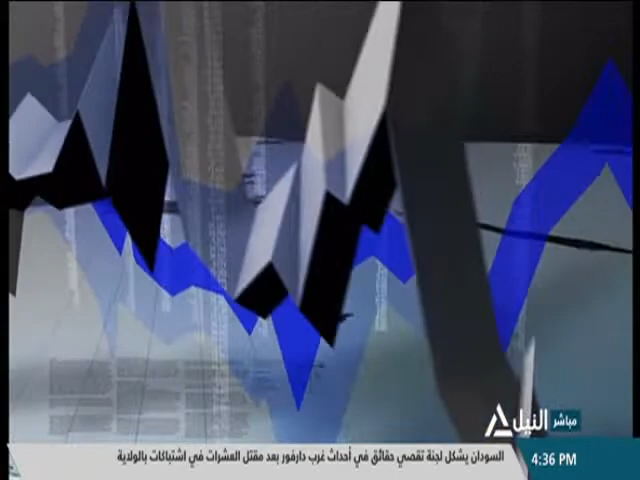 النيل
مباشر
السودان يشكل لجنة تقصي حقائق في أحداث غرب دارفور بعد مقتل العشرات في اشتباكات بالولاية
4:36 PM